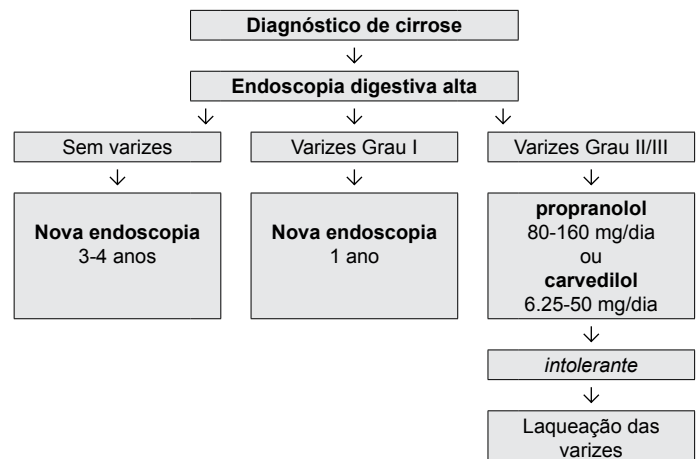 Diagnóstico de cirrose
Endoscopia digestiva alta
Sem varizes
Varizes Grau I
Varizes Grau II/III
Nova endoscopia
3-4 anos
Nova endoscopia
1 ano
propranolol
80-160 mg/dia
ou
carvedilol
6.25-50 mg/dia
intolerante
Laqueação das
varizes